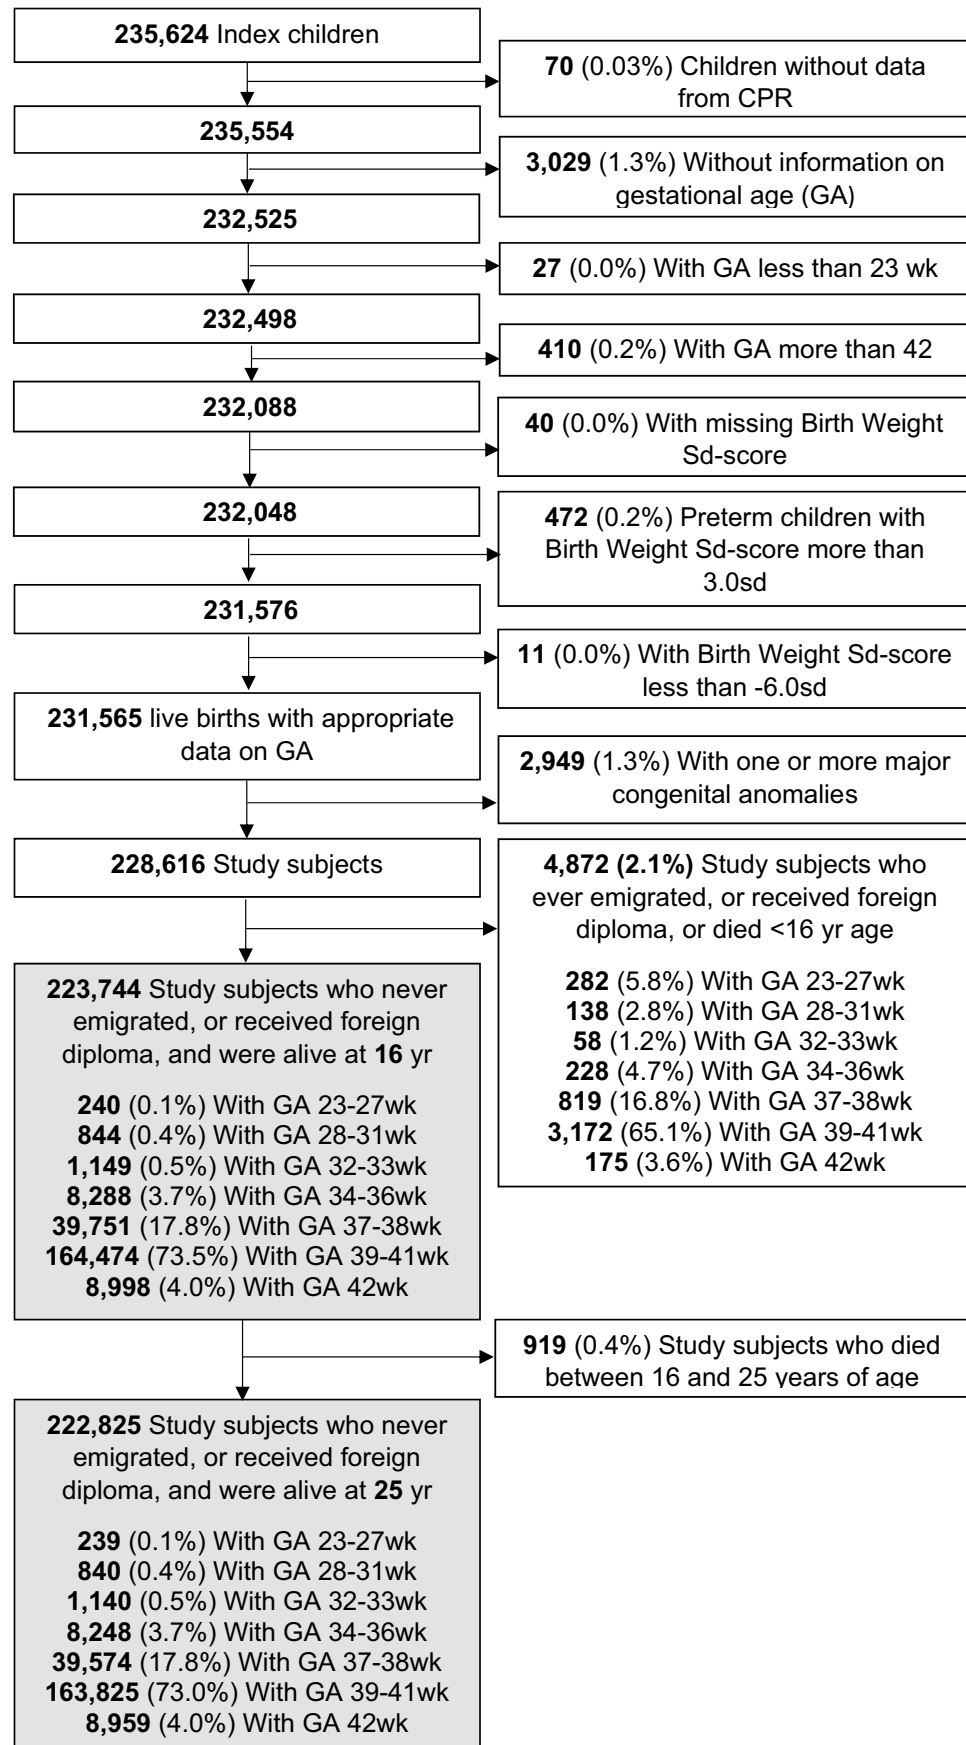 235,624 Index children
70 (0.03%) Children without data
from CPR
235,554
3,029 (1.3%) Without information on
gestational age (GA)
232,525
27 (0.0%) With GA less than 23 wk
232,498
410 (0.2%) With GA more than 42
232,088
40 (0.0%) With missing Birth Weight
Sd-score
232,048
472 (0.2%) Preterm children with
Birth Weight Sd-score more than
3.0sd
231,576
11 (0.0%) With Birth Weight Sd-score
less than -6.0sd
231,565 live births with appropriate
data on GA
2,949 (1.3%) With one or more major
congenital anomalies
228,616 Study subjects
4,872 (2.1%) Study subjects who
ever emigrated, or received foreign
diploma, or died <16 yr age
282 (5.8%) With GA 23-27wk
138 (2.8%) With GA 28-31wk
58 (1.2%) With GA 32-33wk
228 (4.7%) With GA 34-36wk
819 (16.8%) With GA 37-38wk
3,172 (65.1%) With GA 39-41wk
175 (3.6%) With GA 42wk
223,744 Study subjects who never
emigrated, or received foreign
diploma, and were alive at 16 yr
240 (0.1%) With GA 23-27wk
844 (0.4%) With GA 28-31wk
1,149 (0.5%) With GA 32-33wk
8,288 (3.7%) With GA 34-36wk
39,751 (17.8%) With GA 37-38wk
164,474 (73.5%) With GA 39-41wk
8,998 (4.0%) With GA 42wk
919 (0.4%) Study subjects who died
between 16 and 25 years of age
222,825 Study subjects who never
emigrated, or received foreign
diploma, and were alive at 25 yr
239 (0.1%) With GA 23-27wk
840 (0.4%) With GA 28-31wk
1,140 (0.5%) With GA 32-33wk
8,248 (3.7%) With GA 34-36wk
39,574 (17.8%) With GA 37-38wk
163,825 (73.0%) With GA 39-41wk
8,959 (4.0%) With GA 42wk